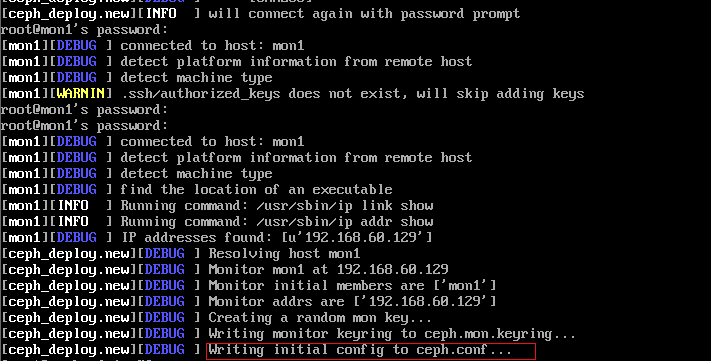 [ceph_deploy.new][INFO  ] will connect again with password prompt
root@mon1's password:
[mon1][DEBUG ] connected to host: mon1
[mon1][DEBUG ] detect platform information from remote host
[mon1][DEBUG ] detect machine type
[mon1][WARNIN] .ssh/authorized_keys does not exist, will skip adding keys
root@mon1's password:
root@mon1's password:
[mon1][DEBUG ] connected to host: mon1
[mon1][DEBUG ] detect platform information from remote host
[mon1][DEBUG ] detect machine type
[mon1][DEBUG ] find the location of an executable
[mon1][INFO  ] Running command: /usr/sbin/ip link show
[mon1][INFO  ] Running command: /usr/sbin/ip addr show
[mon1][DEBUG ] IP addresses found: [u'192.168.60.129']
[ceph_deploy.new][DEBUG ] Resolving host mon1
[ceph_deploy.new][DEBUG ] Monitor mon1 at 192.168.60.129
[ceph_deploy.new][DEBUG ] Monitor initial members are ['mon1']
[ceph_deploy.new][DEBUG ] Monitor addrs are ['192.168.60.129']
[ceph_deploy.new][DEBUG ] Creating a random mon key...
[ceph_deploy.new][DEBUG ] Writing monitor keyring to ceph.mon.keyring...
[ceph_deploy.new][DEBUG ] Writing initial config to ceph.conf...